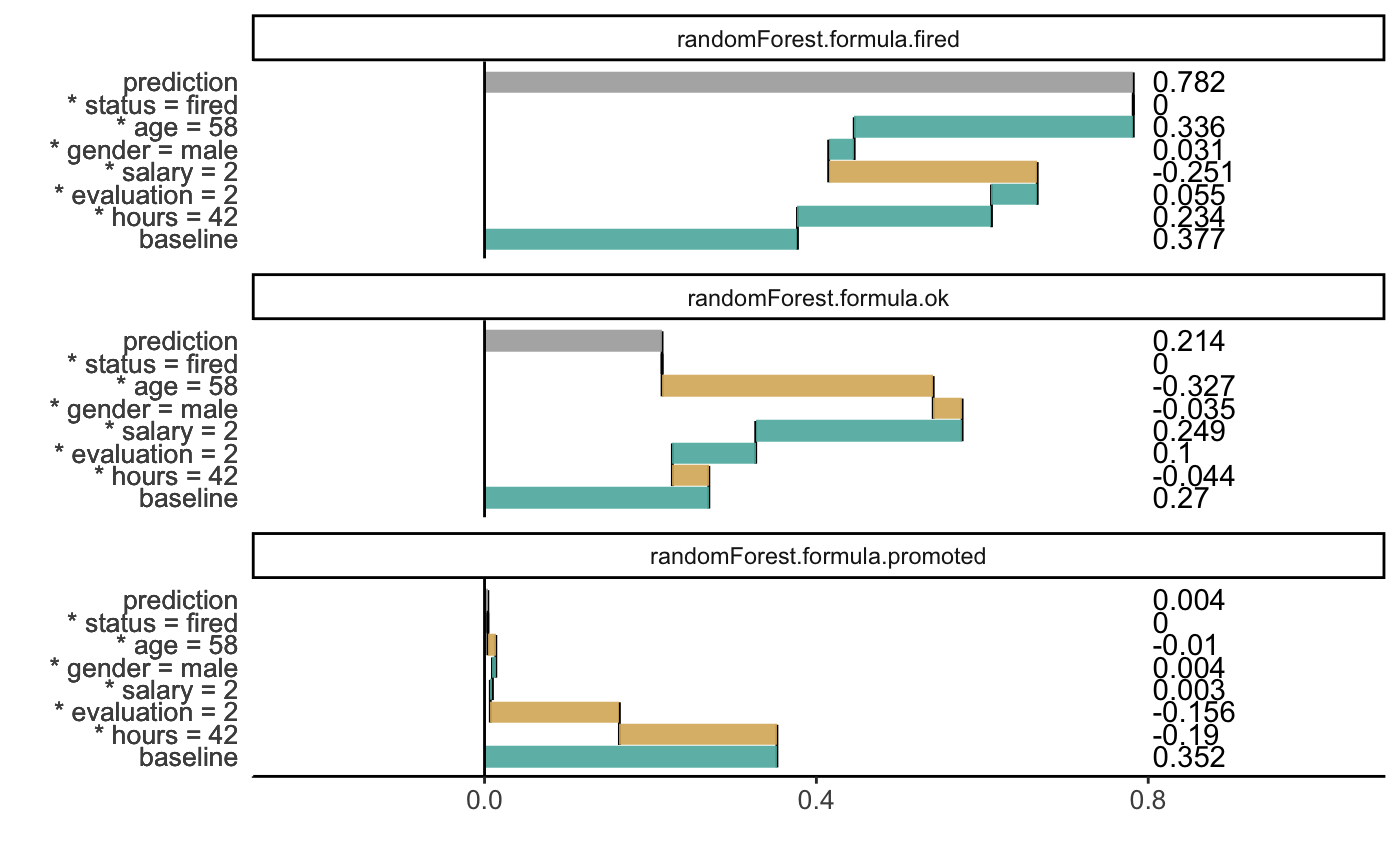 randomForest.formula.fired
prediction 0.782
* status = fired 0
* age = 58 0.336
* gender = male 0.031
* salary = 2 -0.251
* evaluation = 2 0.055
* hours = 42 0.234
baseline 0.377
randomForest.formula.ok
prediction 0.214
* status = fired 0
* age = 58 -0.327
* gender = male -0.035
* salary = 2 0.249
* evaluation = 2 0.1
* hours = 42 -0.044
baseline 0.27
randomForest.formula.promoted
prediction 0.004
* status = fired 0
* age = 58 -0.01
* gender = male 0.004
* salary = 2 0.003
* evaluation = 2 -0.156
* hours = 42 -0.19
baseline 0.352
0.0 0.4 0.8